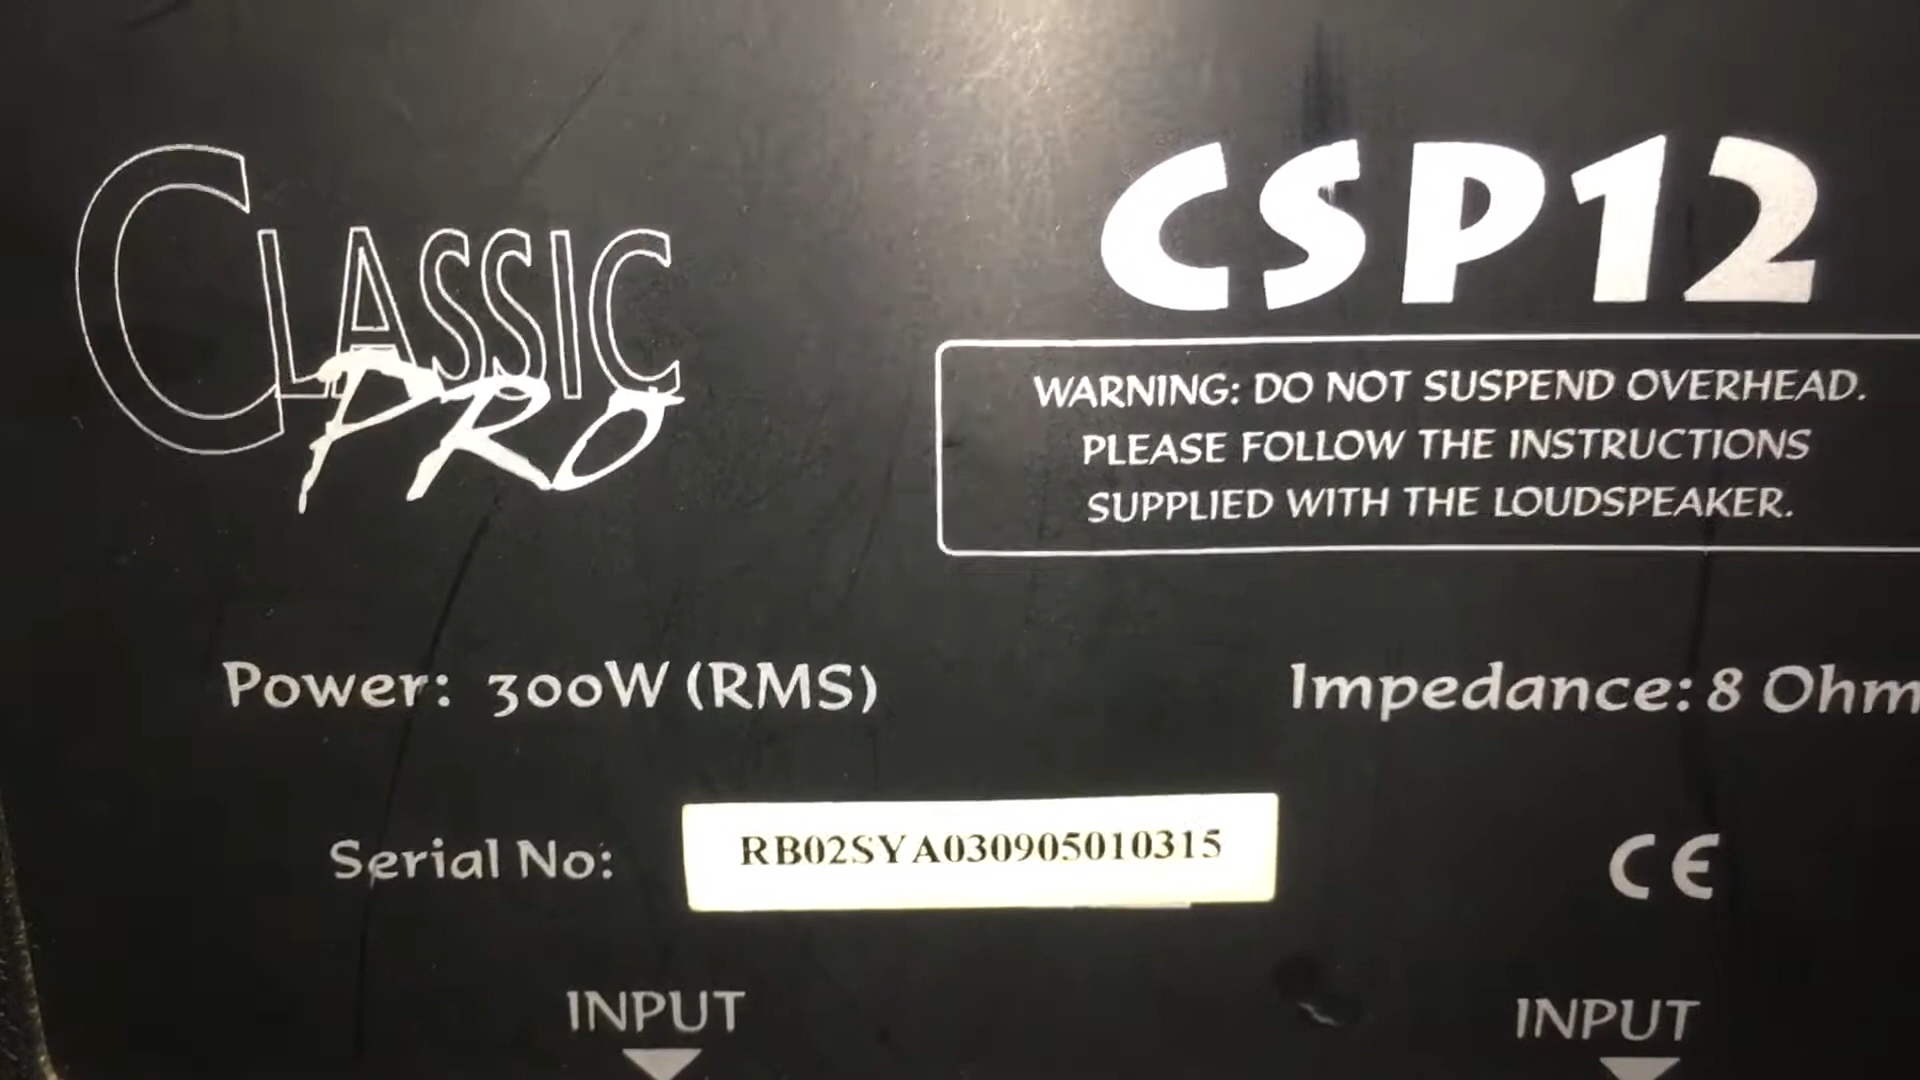 CLASSIC
PRO
CSP12
WARNING: DO NOT SUSPEND OVERHEAD.
PLEASE FOLLOW THE INSTRUCTIONS
SUPPLIED WITH THE LOUDSPEAKER.
Power: 300W (RMS)
Impedance: 8 Ohm
Serial No:
RB02SYA030905010315
CE
INPUT
INPUT